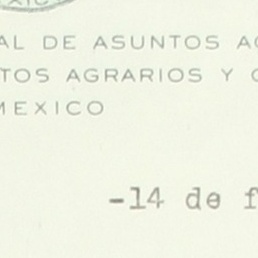 AL DE ASUNTOS A
TOS AGRARIOS Y
MEXICO
-14 de f